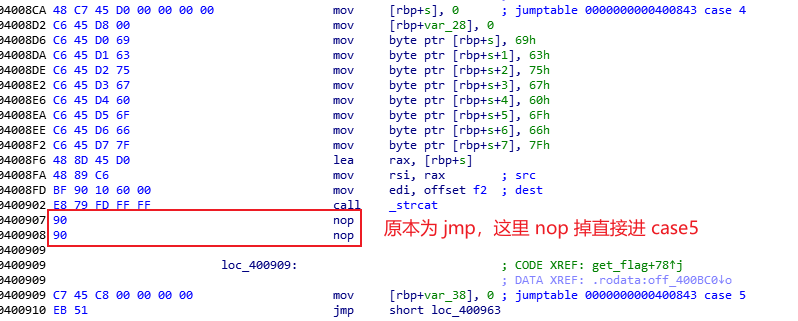 04008CA 48 C7 45 D0 00 00 00 00 mov [rbp+s], 0 ; jumptable 0000000000400843 case 4
04008D2 C6 45 D8 00 mov [rbp+var_28], 0
04008D6 C6 45 D0 69 mov byte ptr [rbp+s], 69h
04008DA C6 45 D1 63 mov byte ptr [rbp+s+1], 63h
04008DE C6 45 D2 75 mov byte ptr [rbp+s+2], 75h
04008E2 C6 45 D3 67 mov byte ptr [rbp+s+3], 67h
04008E6 C6 45 D4 60 mov byte ptr [rbp+s+4], 60h
04008EA C6 45 D5 6F mov byte ptr [rbp+s+5], 6Fh
04008EE C6 45 D6 66 mov byte ptr [rbp+s+6], 66h
04008F2 C6 45 D7 7F mov byte ptr [rbp+s+7], 7Fh
04008F6 48 8D 45 D0 lea rax, [rbp+s]
04008FA 48 89 C6 mov rsi, rax ; src
04008FD BF 90 10 60 00 mov edi, offset f2 ; dest
0400902 E8 79 FD FF FF call _strcat
0400907 90 nop
0400908 90 nop
原本为 jmp，这里 nop 掉直接进 case5
0400909
0400909 loc_400909: ; CODE XREF: get_flag+78↑j
0400909 ; DATA XREF: .rodata:off_400BC0↓o
0400909 C7 45 C8 00 00 00 00 mov [rbp+var_38], 0 ; jumptable 0000000000400843 case 5
0400910 EB 51 jmp short loc_400963